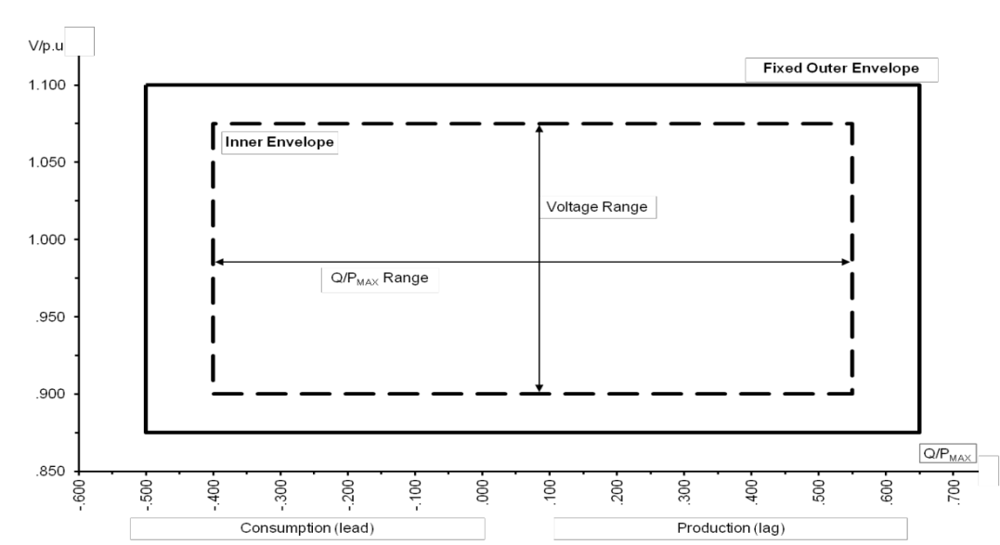 V/p.u
Fixed Outer Envelope
1.100
Inner Envelope
1.050
Voltage Range
1.000
Q/PMAX Range
.950
.900
Q/PMAX
.850
-.600
-.500
-.400
-.300
-.200
-.100
.000
.100
.200
.300
.400
.500
.600
.700
Consumption (lead)
Production (lag)